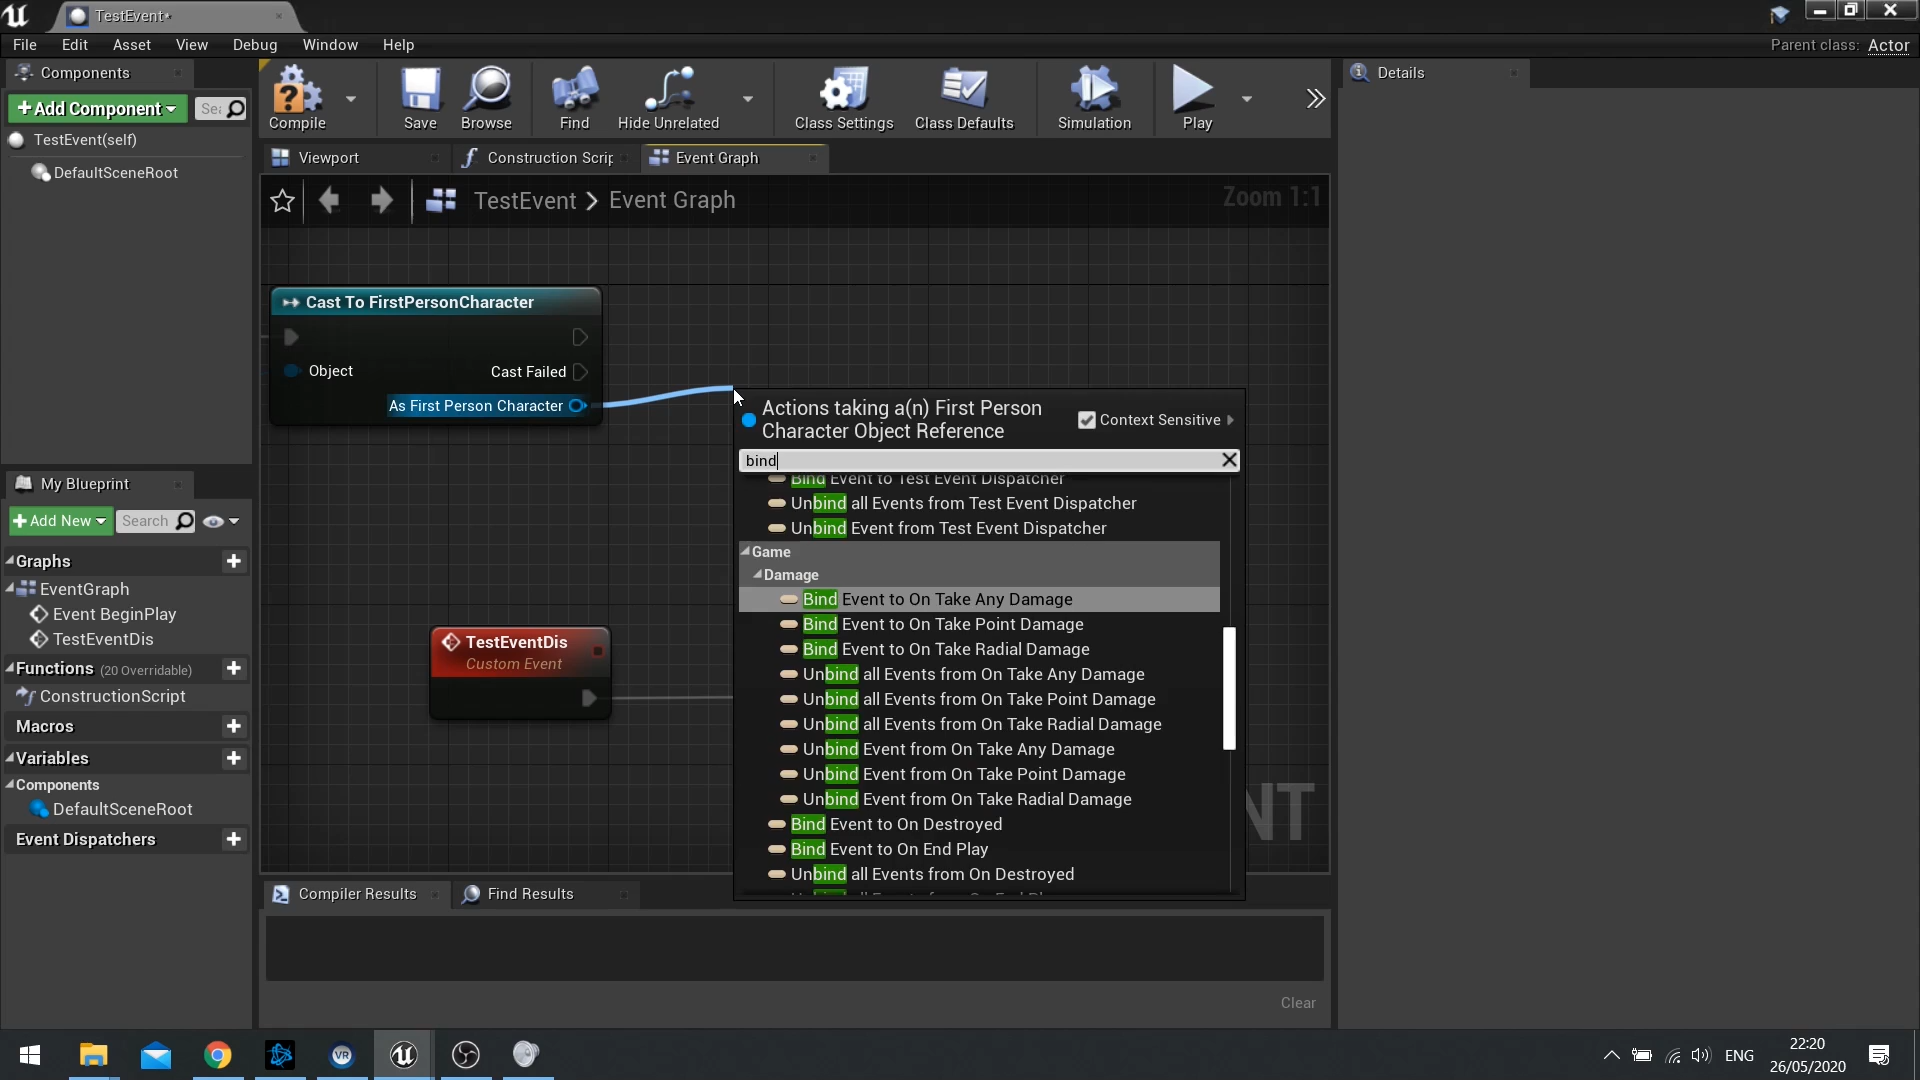 TestEvent*
File Edit Asset View Debug Window Help
Parent class: Actor
Components
Add Component
TestEvent(self)
DefaultSceneRoot
Compile Save Browse Find Hide Unrelated Class Settings Class Defaults Simulation Play
Details
Viewport Construction Scrip Event Graph
TestEvent > Event Graph
Zoom 1:1
Cast To FirstPersonCharacter
Object
Cast Failed
As First Person Character
Actions taking a(n) First Person
Character Object Reference
Context Sensitive
bind
Bind Event to Test Event Dispatcher
Unbind all Events from Test Event Dispatcher
Unbind Event from Test Event Dispatcher
Game
Damage
Bind Event to On Take Any Damage
Bind Event to On Take Point Damage
Bind Event to On Take Radial Damage
Unbind all Events from On Take Any Damage
Unbind all Events from On Take Point Damage
Unbind all Events from On Take Radial Damage
Unbind Event from On Take Any Damage
Unbind Event from On Take Point Damage
Unbind Event from On Take Radial Damage
Bind Event to On Destroyed
Bind Event to On End Play
Unbind all Events from On Destroyed
TestEventDis
Custom Event
NT
My Blueprint
Add New Search
Graphs
EventGraph
Event BeginPlay
TestEventDis
Functions (20 Overridable)
ConstructionScript
Macros
Variables
Components
DefaultSceneRoot
Event Dispatchers
Compiler Results Find Results
Clear
VR
ENG
22:20
26/05/2020